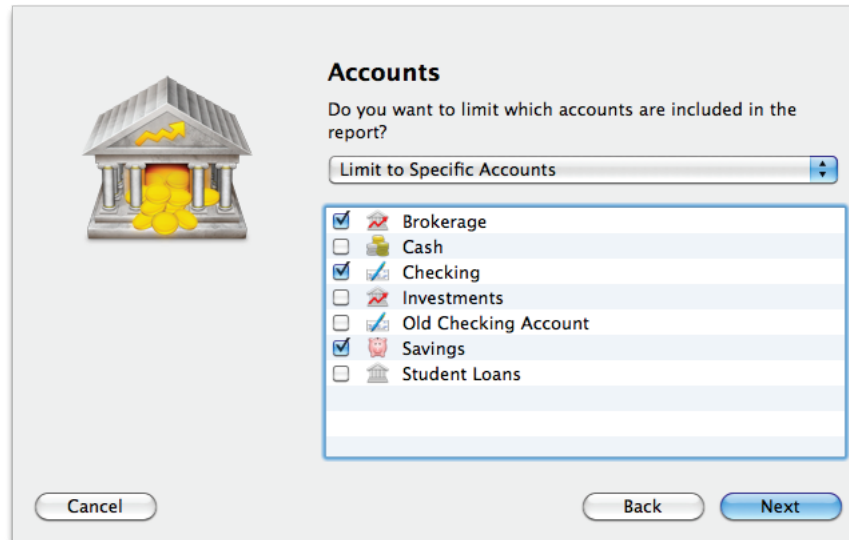 Accounts
Do you want to limit which accounts are included in the
report?
Limit to Specific Accounts
Brokerage
Cash
Checking
Investments
Old Checking Account
Savings
Student Loans
Cancel
Back
Next